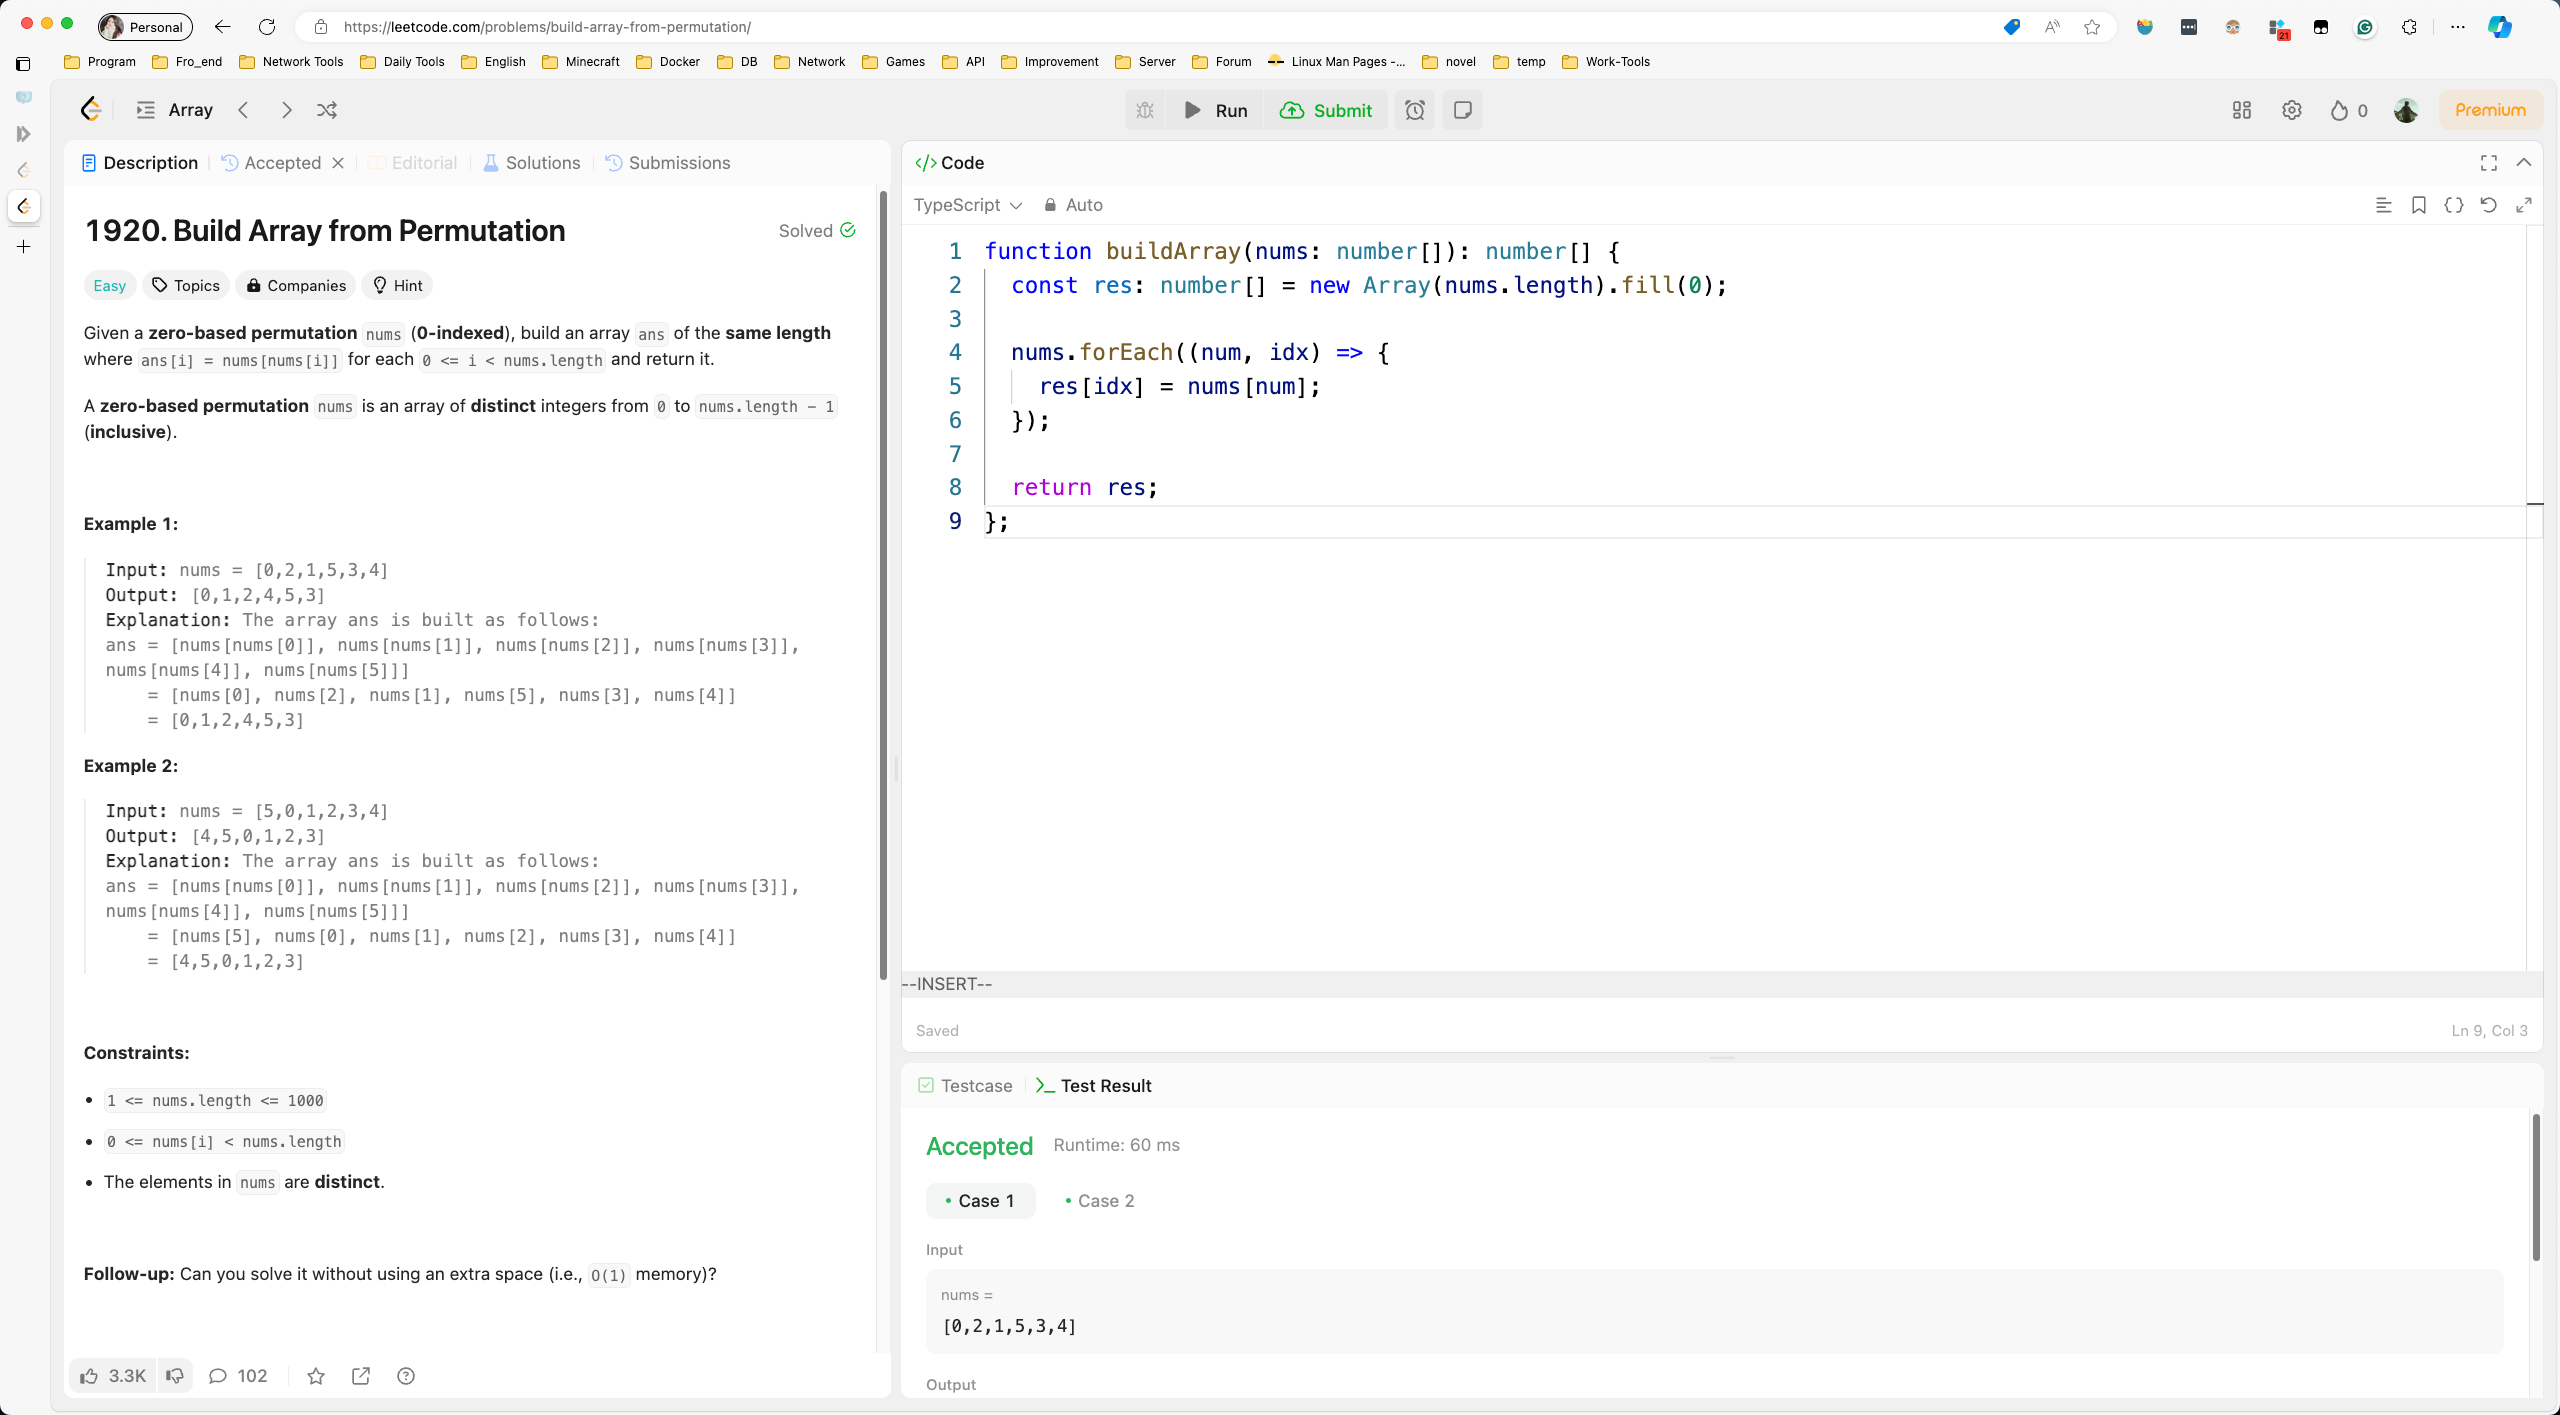 Personal
https://leetcode.com/problems/build-array-from-permutation/
21
Program Fro_end Network Tools Daily Tools English Minecraft Docker DB Network Games API Improvement Server Forum Linux Man Pages -... novel temp Work-Tools
Array
Run Submit
0 Premium
Description Accepted Editorial Solutions Submissions
1920. Build Array from Permutation
Solved
Easy Topics Companies Hint
Given a zero-based permutation nums (0-indexed), build an array ans of the same length
where ans[i] = nums[nums[i]] for each 0 <= i < nums.length and return it.
A zero-based permutation nums is an array of distinct integers from 0 to nums.length - 1
(inclusive).
Example 1:
Input: nums = [0,2,1,5,3,4]
Output: [0,1,2,4,5,3]
Explanation: The array ans is built as follows:
ans = [nums[nums[0]], nums[nums[1]], nums[nums[2]], nums[nums[3]],
nums[nums[4]], nums[nums[5]]]
= [nums[0], nums[2], nums[1], nums[5], nums[3], nums[4]]
= [0,1,2,4,5,3]
Example 2:
Input: nums = [5,0,1,2,3,4]
Output: [4,5,0,1,2,3]
Explanation: The array ans is built as follows:
ans = [nums[nums[0]], nums[nums[1]], nums[nums[2]], nums[nums[3]],
nums[nums[4]], nums[nums[5]]]
= [nums[5], nums[0], nums[1], nums[2], nums[3], nums[4]]
= [4,5,0,1,2,3]
Constraints:
• 1 <= nums.length <= 1000
• 0 <= nums[i] < nums.length
• The elements in nums are distinct.
Follow-up: Can you solve it without using an extra space (i.e., O(1) memory)?
3.3K 102
</> Code
TypeScript Auto
1 function buildArray(nums: number[]): number[] {
2 const res: number[] = new Array(nums.length).fill(0);
3
4 nums.forEach((num, idx) => {
5 res[idx] = nums[num];
6 });
7
8 return res;
9 };
--INSERT--
Saved
Ln 9, Col 3
Testcase >_ Test Result
Accepted Runtime: 60 ms
• Case 1 • Case 2
Input
nums =
[0,2,1,5,3,4]
Output